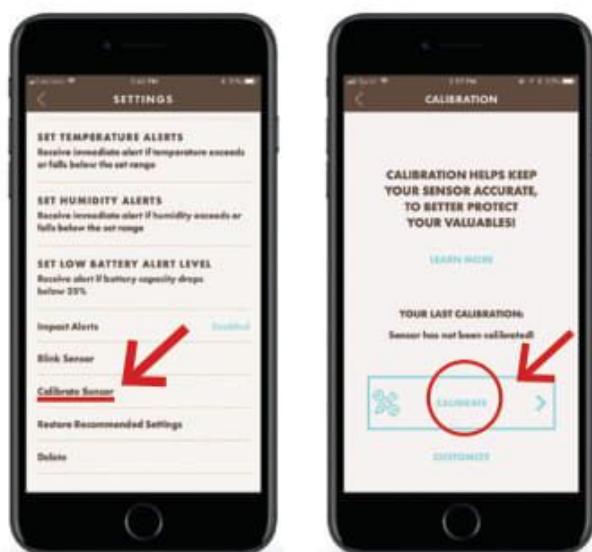 SETTINGS
SET TEMPERATURE ALERTS
Receive immediate alert if temperature exceeds
or falls below the set range
SET HUMIDITY ALERTS
Receive immediate alert if humidity exceeds or
falls below the set range
SET LOW BATTERY ALERT LEVEL
Receive alert if battery capacity drops
below 25%
Impact Alerts Enabled
Blink Sensor
Calibrate Sensor
Restore Recommended Settings
Delete
CALIBRATION
CALIBRATION HELPS KEEP
YOUR SENSOR ACCURATE,
TO BETTER PROTECT
YOUR VALUABLES!
LEARN MORE
YOUR LAST CALIBRATION:
Sensor has not been calibrated!
CALIBRATE
CUSTOMIZE